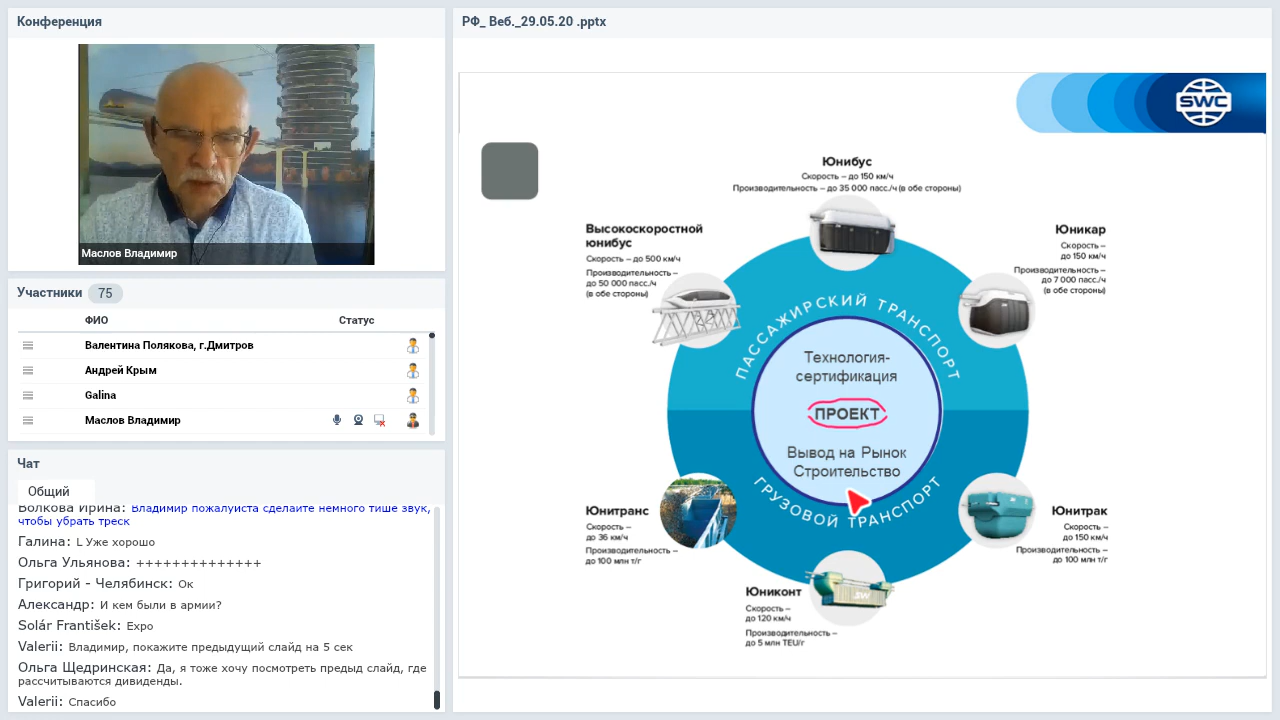 Конференция
Маслов Владимир
Участники 75
ФИО Статус
Валентина Полякова, г.Дмитров
Андрей Крым
Galina
Маслов Владимир
Чат
Общий
Волкова Ирина: Владимир пожалуйста сделайте немного тише звук,
чтобы убрать треск
Галина: L Уже хорошо
Ольга Ульянова: ++++++++++++++
Григорий - Челябинск: Ок
Александр: И кем были в армии?
Solár František: Expo
Valerii: Владимир, покажите предыдущий слайд на 5 сек
Ольга Щедринская: Да, я тоже хочу посмотреть предыд слайд, где
рассчитываются дивиденды.
Valerii: Спасибо
РФ_ Веб._29.05.20 .pptx
SWC
Юнибус
Скорость – до 150 км/ч
Производительность – до 35 000 пасс./ч (в обе стороны)
Высокоскоростной
юнибус
Скорость – до 500 км/ч
Производительность –
до 50 000 пасс./ч
(в обе стороны)
Юникар
Скорость –
до 150 км/ч
Производительность –
до 7 000 пасс./ч
(в обе стороны)
ПАССАЖИРСКИЙ ТРАНСПОРТ
Технология-
сертификация
ПРОЕКТ
Вывод на Рынок
Строительство
ГРУЗОВОЙ ТРАНСПОРТ
Юнитранс
Скорость –
до 36 км/ч
Производительность –
до 100 млн т/г
Юнитрак
Скорость –
до 150 км/ч
Производительность –
до 100 млн т/г
Юниконт
Скорость –
до 120 км/ч
Производительность –
до 5 млн TEU/г
SW